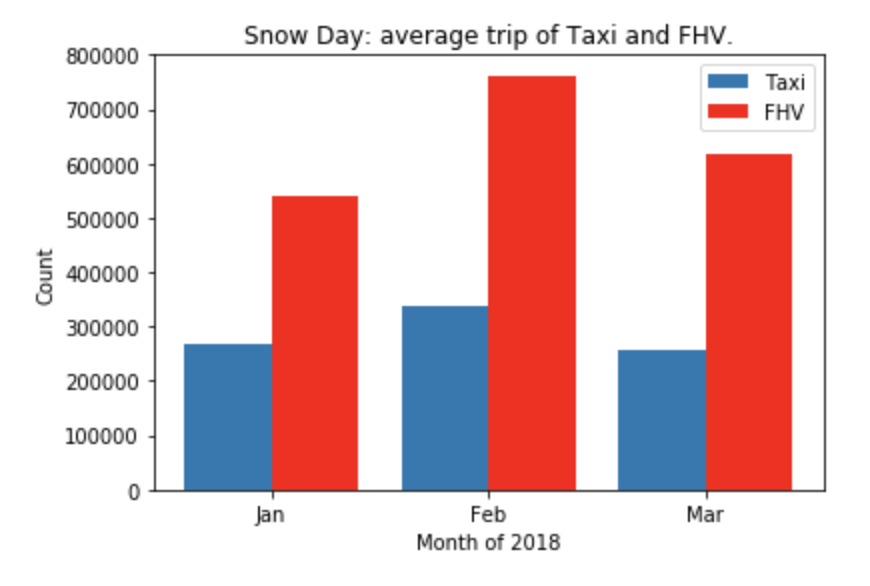 Snow Day: average trip of Taxi and FHV.
800000
700000
600000
500000
400000
300000
200000
100000
0
Count
Taxi
FHV
Jan
Feb
Mar
Month of 2018